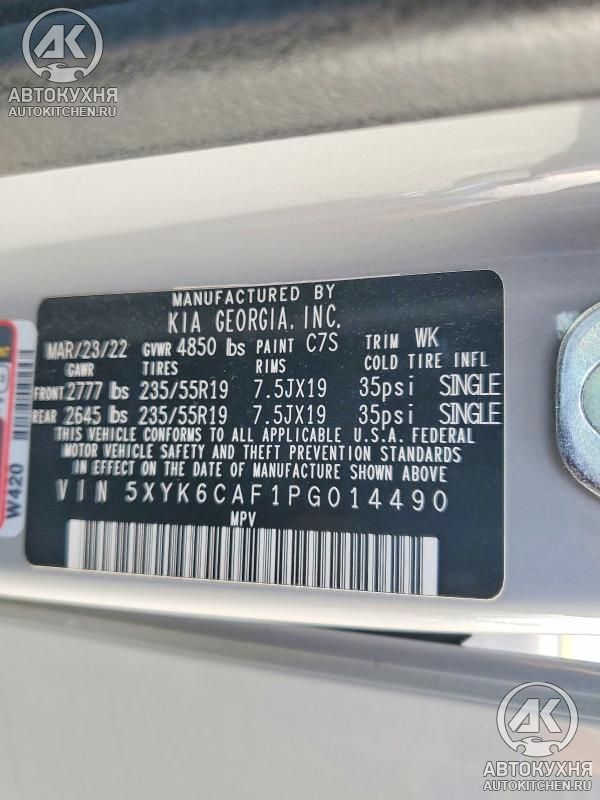 АК
АВТОКУХНЯ
AUTOKITCHEN.RU
MANUFACTURED BY
KIA GEORGIA, INC.
MAR/23/22 GVWR 4850 lbs PAINT C7S TRIM WK
GAWR TIRES RIMS COLD TIRE INFL
FRONT 2777 lbs 235/55R19 7.5JX19 35psi SINGLE
REAR 2645 lbs 235/55R19 7.5JX19 35psi SINGLE
THIS VEHICLE CONFORMS TO ALL APPLICABLE U.S.A. FEDERAL
MOTOR VEHICLE SAFETY AND THEFT PREVENTION STANDARDS
IN EFFECT ON THE DATE OF MANUFACTURE SHOWN ABOVE.
VIN 5XYK6CAF1PG014490
MPV
W420
АК
АВТОКУХНЯ
AUTOKITCHEN.RU